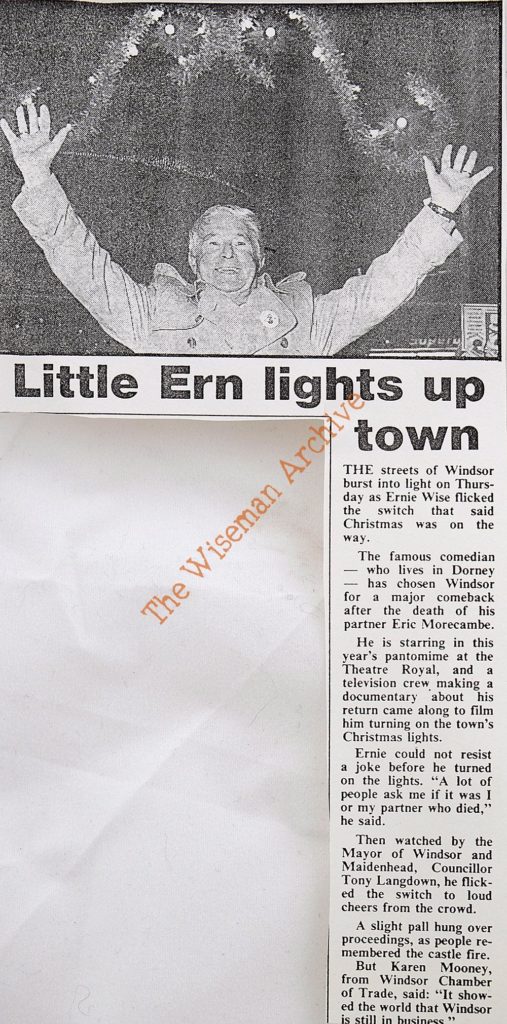 Superb
Little Ern lights up
town
The Wiseman Archive
THE streets of Windsor
burst into light on Thurs-
day as Ernie Wise flicked
the switch that said
Christmas was on the
way.
The famous comedian
— who lives in Dorney
— has chosen Windsor
for a major comeback
after the death of his
partner Eric Morecambe.
He is starring in this
year's pantomime at the
Theatre Royal, and a
television crew making a
documentary about his
return came along to film
him turning on the town's
Christmas lights.
Ernie could not resist
a joke before he turned
on the lights. “A lot of
people ask me if it was I
or my partner who died,”
he said.
Then watched by the
Mayor of Windsor and
Maidenhead, Councillor
Tony Langdown, he flick-
ed the switch to loud
cheers from the crowd.
A slight pall hung over
proceedings, as people re-
membered the castle fire.
But Karen Mooney,
from Windsor Chamber
of Trade, said: “It show-
ed the world that Windsor
is still in business.”